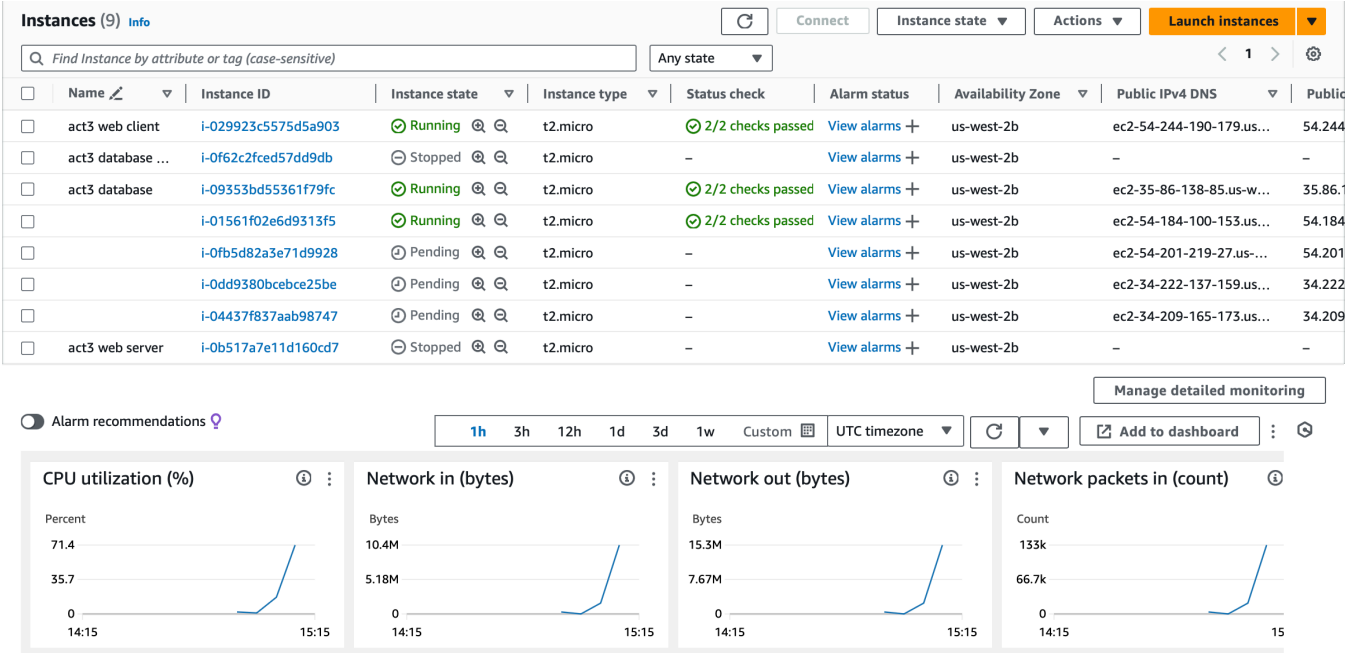 Instances (9) Info Connect Instance state Actions Launch instances
Find Instance by attribute or tag (case-sensitive) Any state 1
Name Instance ID Instance state Instance type Status check Alarm status Availability Zone Public IPv4 DNS Public
act3 web client i-029923c5575d5a903 Running t2.micro 2/2 checks passed View alarms us-west-2b ec2-54-244-190-179.us... 54.244
act3 database ... i-0f62c2fced57dd9db Stopped t2.micro – View alarms us-west-2b – –
act3 database i-09353bd55361f79fc Running t2.micro 2/2 checks passed View alarms us-west-2b ec2-35-86-138-85.us-w... 35.86.1
i-01561f02e6d9313f5 Running t2.micro 2/2 checks passed View alarms us-west-2b ec2-54-184-100-153.us... 54.184
i-0fb5d82a3e71d9928 Pending t2.micro – View alarms us-west-2b ec2-54-201-219-27.us-... 54.201
i-0dd9380bcebce25be Pending t2.micro – View alarms us-west-2b ec2-34-222-137-159.us... 34.222
i-04437f837aab98747 Pending t2.micro – View alarms us-west-2b ec2-34-209-165-173.us... 34.209
act3 web server i-0b517a7e11d160cd7 Stopped t2.micro – View alarms us-west-2b – –
Manage detailed monitoring
Alarm recommendations 1h 3h 12h 1d 3d 1w Custom UTC timezone Add to dashboard
CPU utilization (%) Network in (bytes) Network out (bytes) Network packets in (count)
Percent Bytes Bytes Count
71.4 10.4M 15.3M 133k
35.7 5.18M 7.67M 66.7k
0 0 0 0
14:15 15:15 14:15 15:15 14:15 15:15 14:15 15